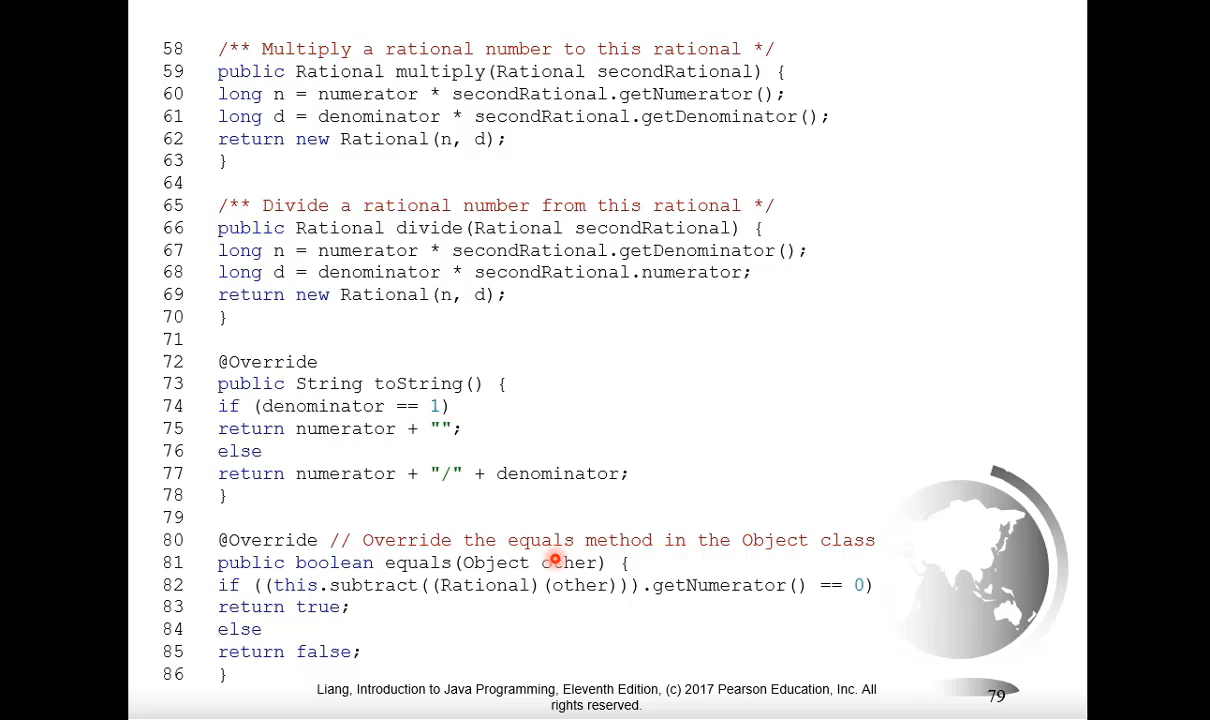 58 /** Multiply a rational number to this rational */
59 public Rational multiply(Rational secondRational) {
60 long n = numerator * secondRational.getNumerator();
61 long d = denominator * secondRational.getDenominator();
62 return new Rational(n, d);
63 }
64
65 /** Divide a rational number from this rational */
66 public Rational divide(Rational secondRational) {
67 long n = numerator * secondRational.getDenominator();
68 long d = denominator * secondRational.numerator;
69 return new Rational(n, d);
70 }
71
72 @Override
73 public String toString() {
74 if (denominator == 1)
75 return numerator + "";
76 else
77 return numerator + "/" + denominator;
78 }
79
80 @Override // Override the equals method in the Object class
81 public boolean equals(Object other) {
82 if ((this.subtract((Rational)(other))).getNumerator() == 0)
83 return true;
84 else
85 return false;
86 }
Liang, Introduction to Java Programming, Eleventh Edition, (c) 2017 Pearson Education, Inc. All
rights reserved.
79